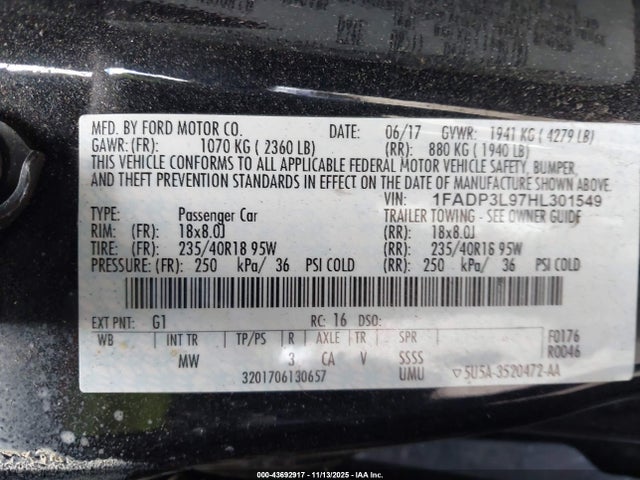 MFD. BY FORD MOTOR CO. DATE: 06/17 GVWR: 1941 KG ( 4279 LB)
GAWR: (FR): 1070 KG ( 2360 LB) (RR): 880 KG ( 1940 LB)
THIS VEHICLE CONFORMS TO ALL APPLICABLE FEDERAL MOTOR VEHICLE SAFETY, BUMPER,
AND THEFT PREVENTION STANDARDS IN EFFECT ON THE DATE OF MANUFACTURE SHOWN ABOVE.
VIN: 1FADP3L97HL301549
TYPE: Passenger Car TRAILER TOWING - SEE OWNER GUIDE
RIM: (FR): 18x8.0J (RR): 18x8.0J
TIRE: (FR): 235/40R18 95W (RR): 235/40R18 95W
PRESSURE: (FR): 250 kPa/ 36 PSI COLD (RR): 250 kPa/ 36 PSI COLD
EXT PNT: G1 RC: 16 DSO: F0176
WB INT TR TP/PS R AXLE TR SPR R0046
MW 3 CA V SSSS
3201706130657 UMU ▽5U5A-3520472-AA
000-43692917 - 11/13/2025 - IAA Inc.